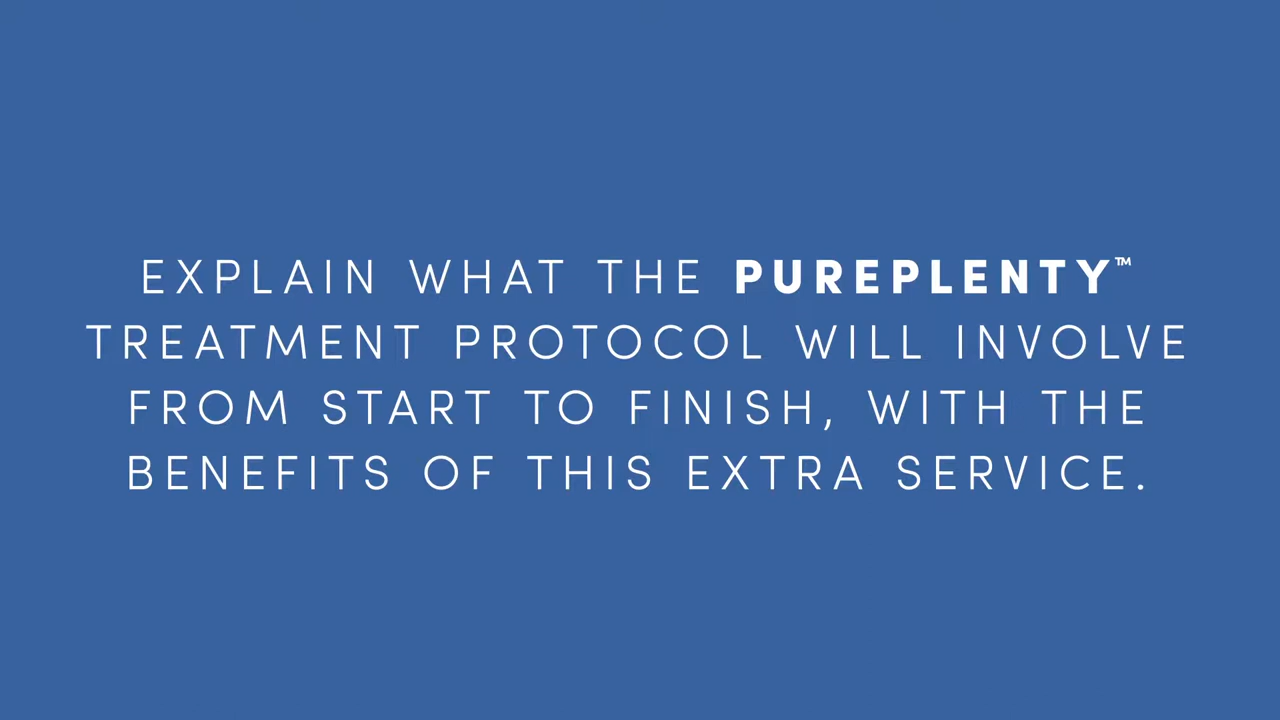 EXPLAIN WHAT THE PUREPLENTY™
TREATMENT PROTOCOL WILL INVOLVE
FROM START TO FINISH, WITH THE
BENEFITS OF THIS EXTRA SERVICE.